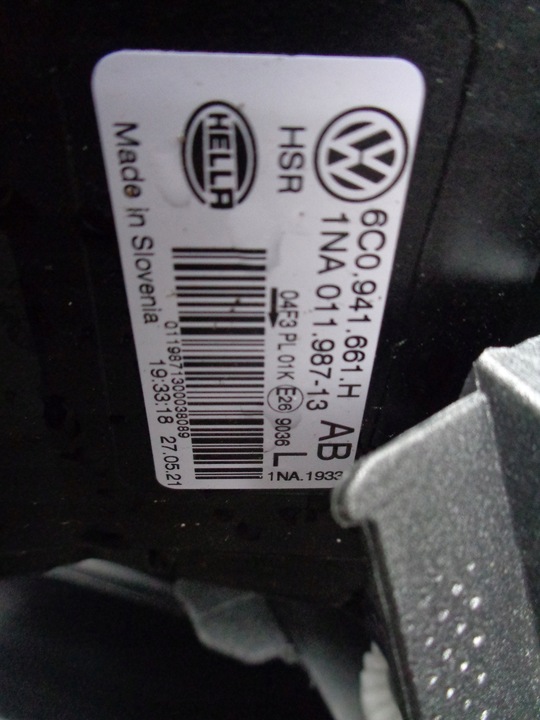 6C0.941.661.H
1NA 011.987-13 AB
HSR
04F3 PL 01K E26 9036 L
1NA.1933
HELLA
0119871300038089
Made in Slovenia 19:33:18 27.05.21